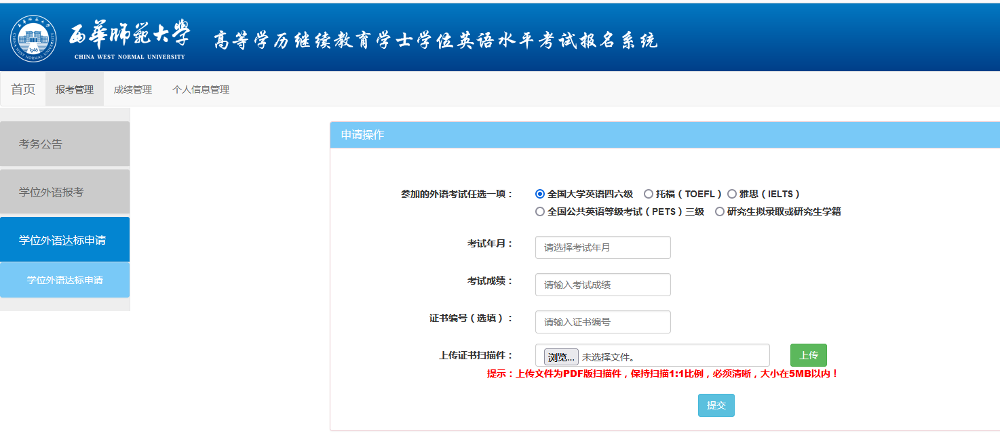 西华师范大学
CHINA WEST NORMAL UNIVERSITY
高等学历继续教育学士学位英语水平考试报名系统
首页 报考管理 成绩管理 个人信息管理
考务公告
学位外语报考
学位外语达标申请
学位外语达标申请
申请操作
参加的外语考试任选一项： 全国大学英语四六级 托福（TOEFL） 雅思（IELTS）
全国公共英语等级考试（PETS）三级 研究生拟录取或研究生学籍
考试年月： 请选择考试年月
考试成绩： 请输入考试成绩
证书编号（选填）： 请输入证书编号
上传证书扫描件： 浏览... 未选择文件。 上传
提示：上传文件为PDF版扫描件，保持扫描1:1比例，必须清晰，大小在5MB以内！
提交